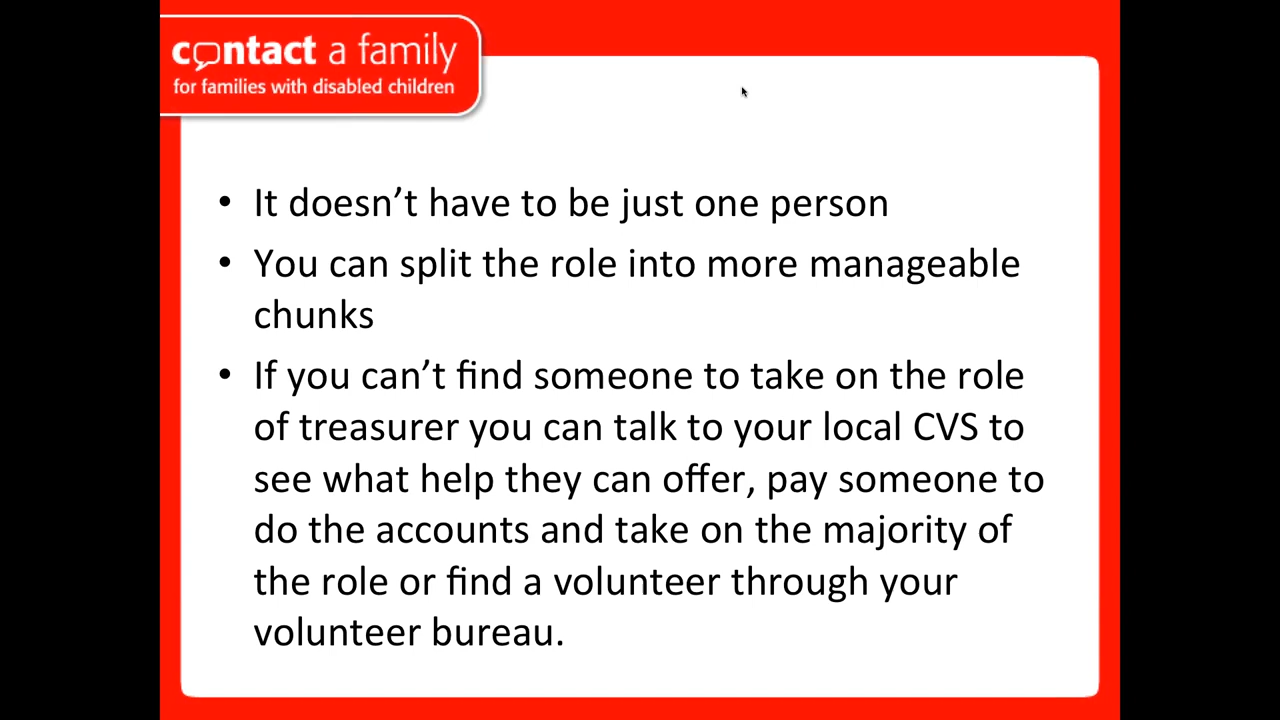 contact a family
for families with disabled children
• It doesn’t have to be just one person
• You can split the role into more manageable
chunks
• If you can’t find someone to take on the role
of treasurer you can talk to your local CVS to
see what help they can offer, pay someone to
do the accounts and take on the majority of
the role or find a volunteer through your
volunteer bureau.